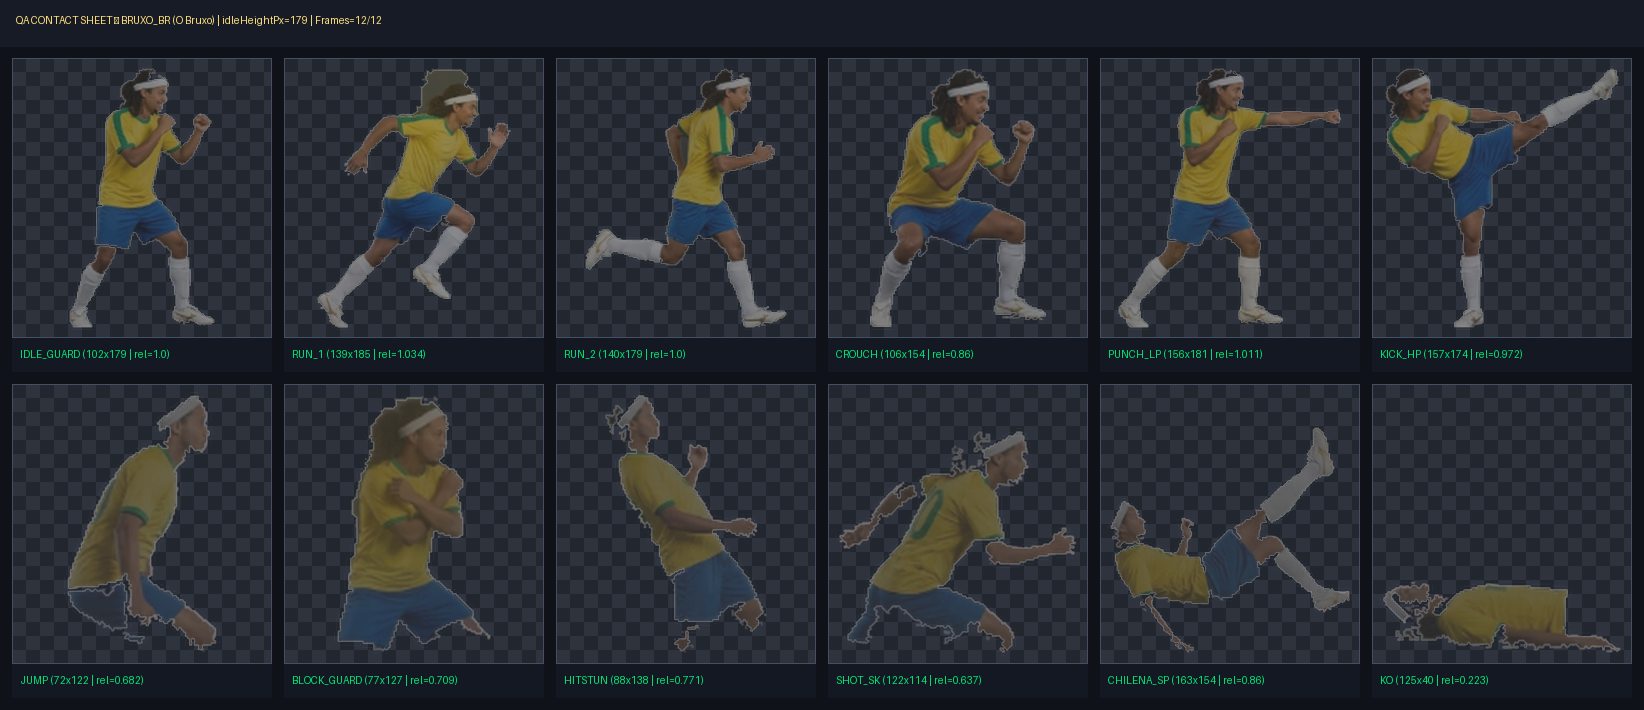 QA CONTACT SHEET BRUXO_BR (O Bruxo) | idleHeightPx=179 | Frames=12/12
IDLE_GUARD (102x179 | rel=1.0)
RUN_1 (139x185 | rel=1.034)
RUN_2 (140x179 | rel=1.0)
CROUCH (106x154 | rel=0.86)
PUNCH_LP (156x181 | rel=1.011)
KICK_HP (157x174 | rel=0.972)
JUMP (72x122 | rel=0.682)
BLOCK_GUARD (77x127 | rel=0.709)
HITSTUN (88x138 | rel=0.771)
SHOT_SK (122x114 | rel=0.637)
CHILENA_SP (163x154 | rel=0.86)
KO (125x40 | rel=0.223)